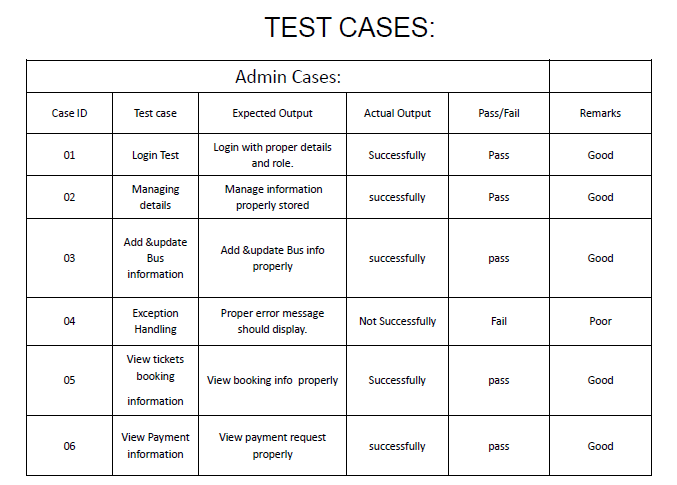 TEST CASES:
Admin Cases:
Case ID Test case Expected Output Actual Output Pass/Fail Remarks
01 Login Test Login with proper details
and role. Successfully Pass Good
02 Managing
details Manage information
properly stored successfully Pass Good
03 Add &update
Bus
information Add &update Bus info
properly successfully pass Good
04 Exception
Handling Proper error message
should display. Not Successfully Fail Poor
05 View tickets
booking
information View booking info properly Successfully pass Good
06 View Payment
information View payment request
properly successfully pass Good